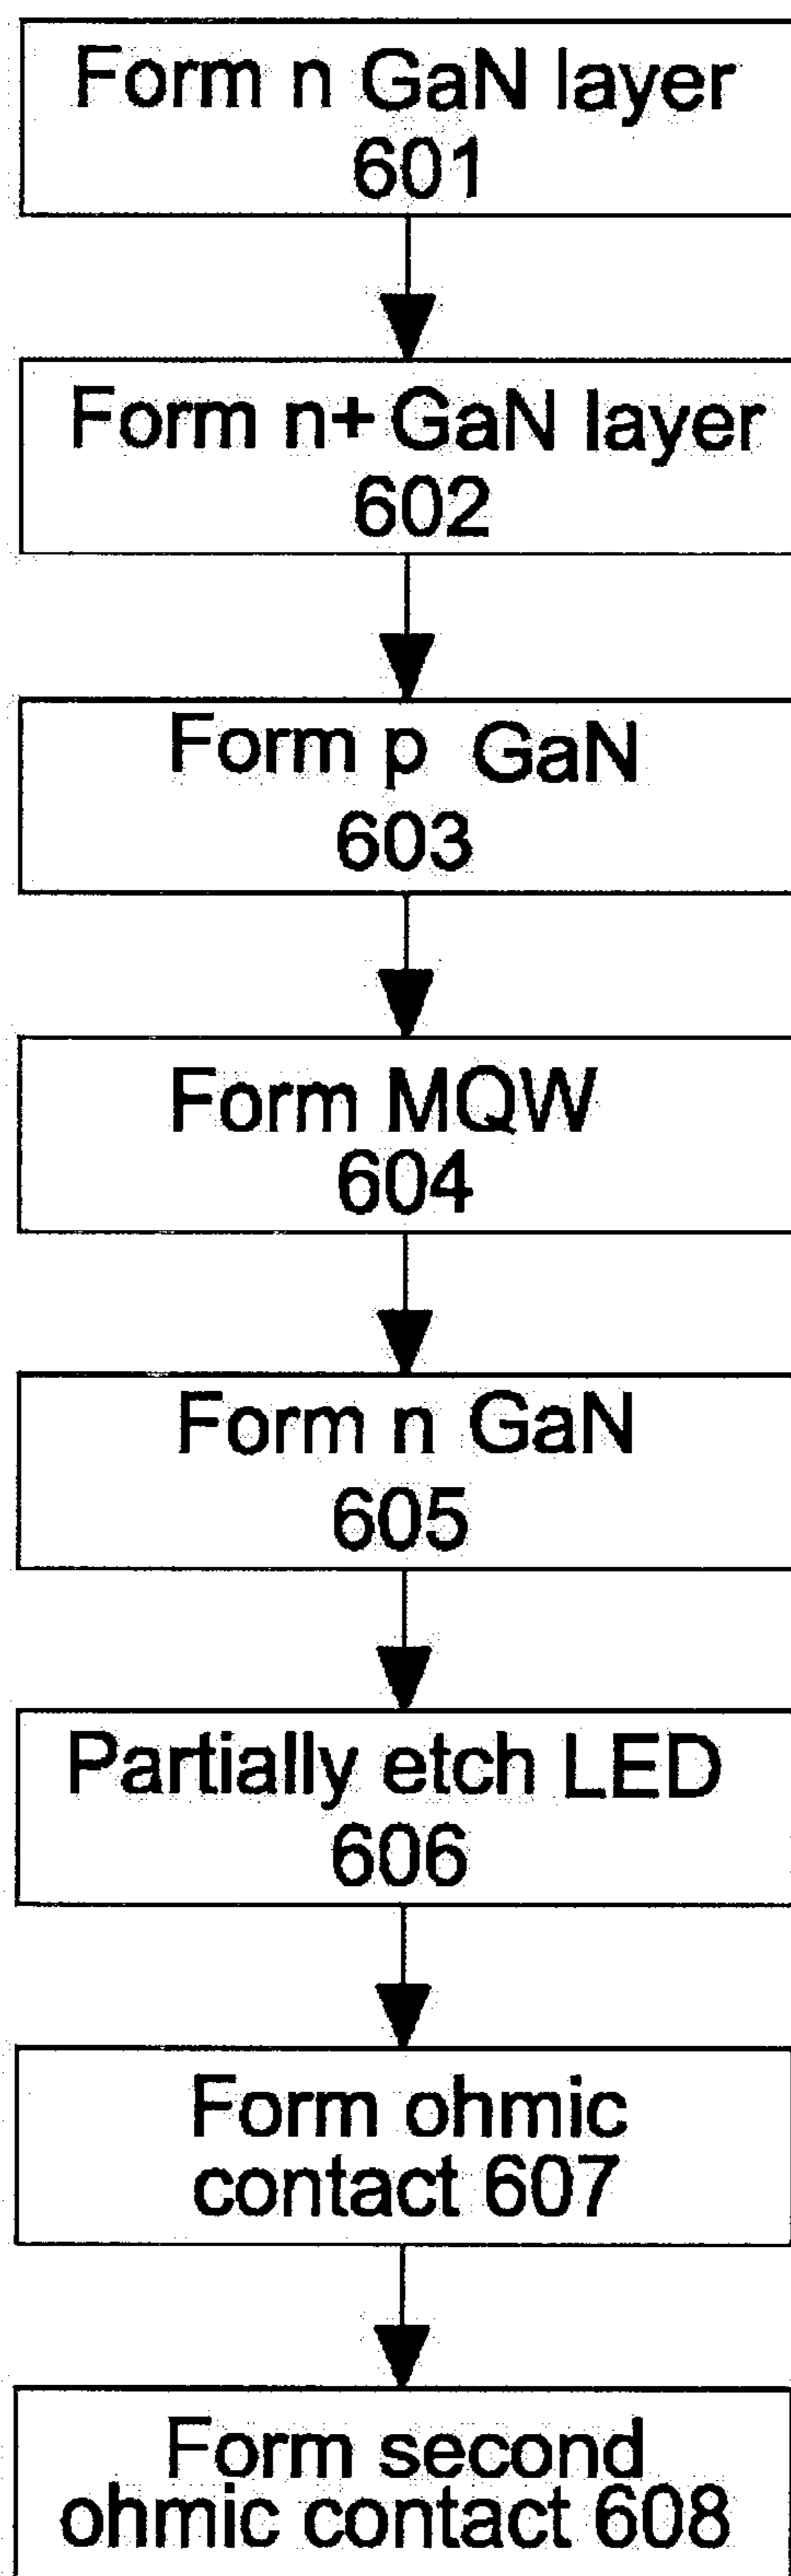 Form n GaN layer
601
Form n+ GaN layer
602
Form p GaN
603
Form MQW
604
Form n GaN
605
Partially etch LED
606
Form ohmic
contact 607
Form second
ohmic contact 608